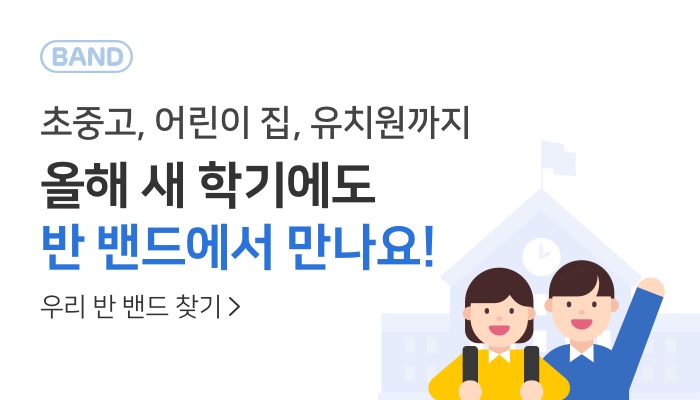 BAND
초중고, 어린이 집, 유치원까지
올해 새 학기에도
반 밴드에서 만나요!
우리 반 밴드 찾기 >